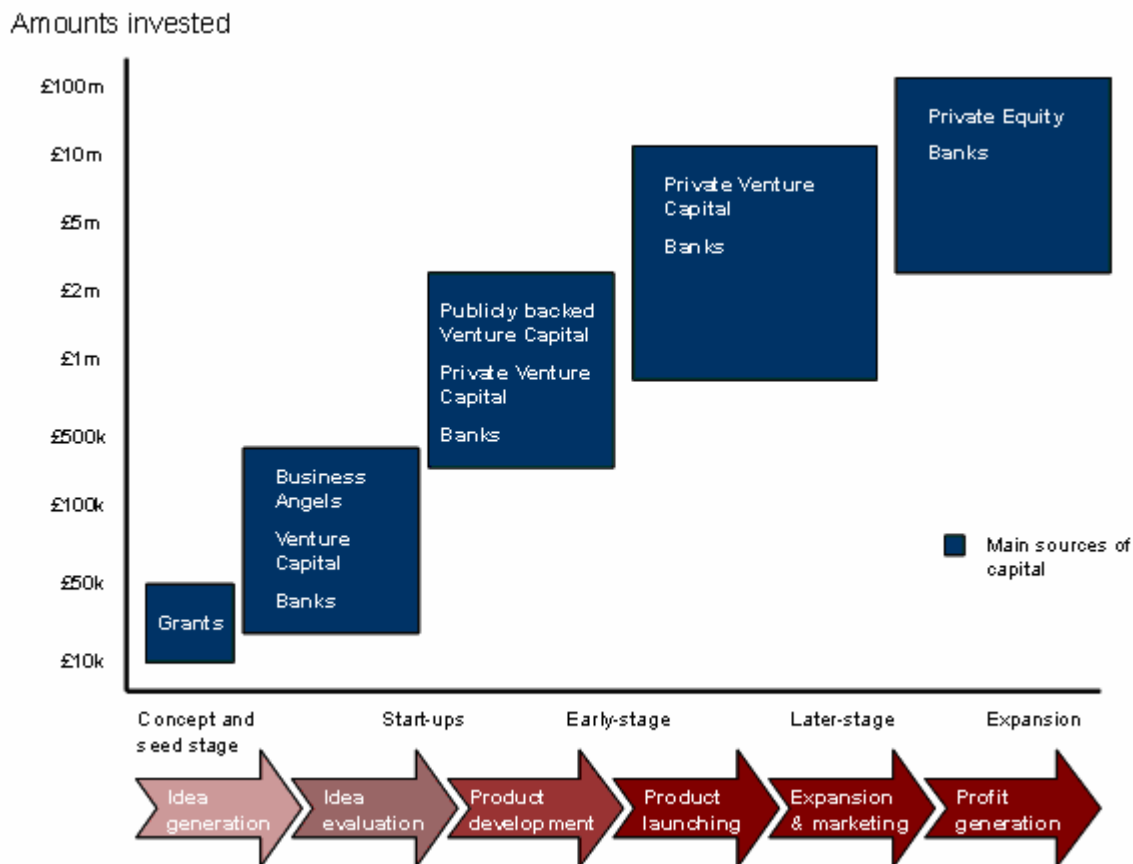 Amounts invested
£100m
£10m
£5m
£2m
£1m
£500k
£100k
£50k
£10k
Grants
Business
Angels
Venture
Capital
Banks
Publicly backed
Venture Capital
Private Venture
Capital
Banks
Private Venture
Capital
Banks
Private Equity
Banks
Main sources of
capital
Concept and
seed stage
Start-ups
Early-stage
Later-stage
Expansion
Idea
generation
Idea
evaluation
Product
development
Product
launching
Expansion
& marketing
Profit
generation